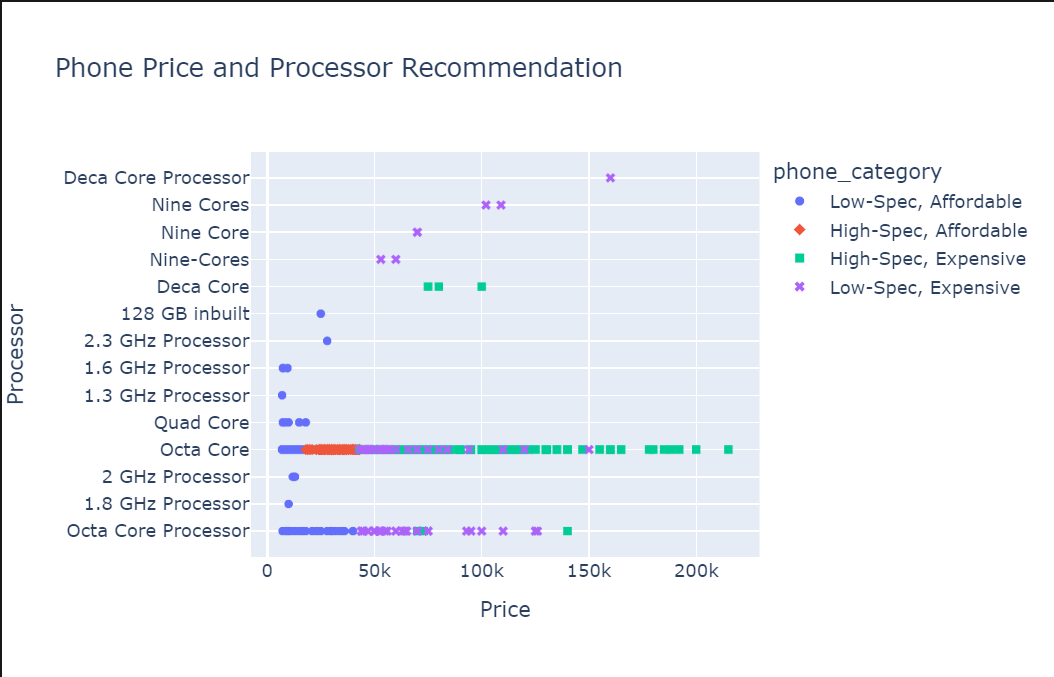 Phone Price and Processor Recommendation
Deca Core Processor
Nine Cores
Nine Core
Nine-Cores
Deca Core
128 GB inbuilt
2.3 GHz Processor
1.6 GHz Processor
1.3 GHz Processor
Quad Core
Octa Core
2 GHz Processor
1.8 GHz Processor
Octa Core Processor
Processor
0 50k 100k 150k 200k
Price
phone_category
Low-Spec, Affordable
High-Spec, Affordable
High-Spec, Expensive
Low-Spec, Expensive